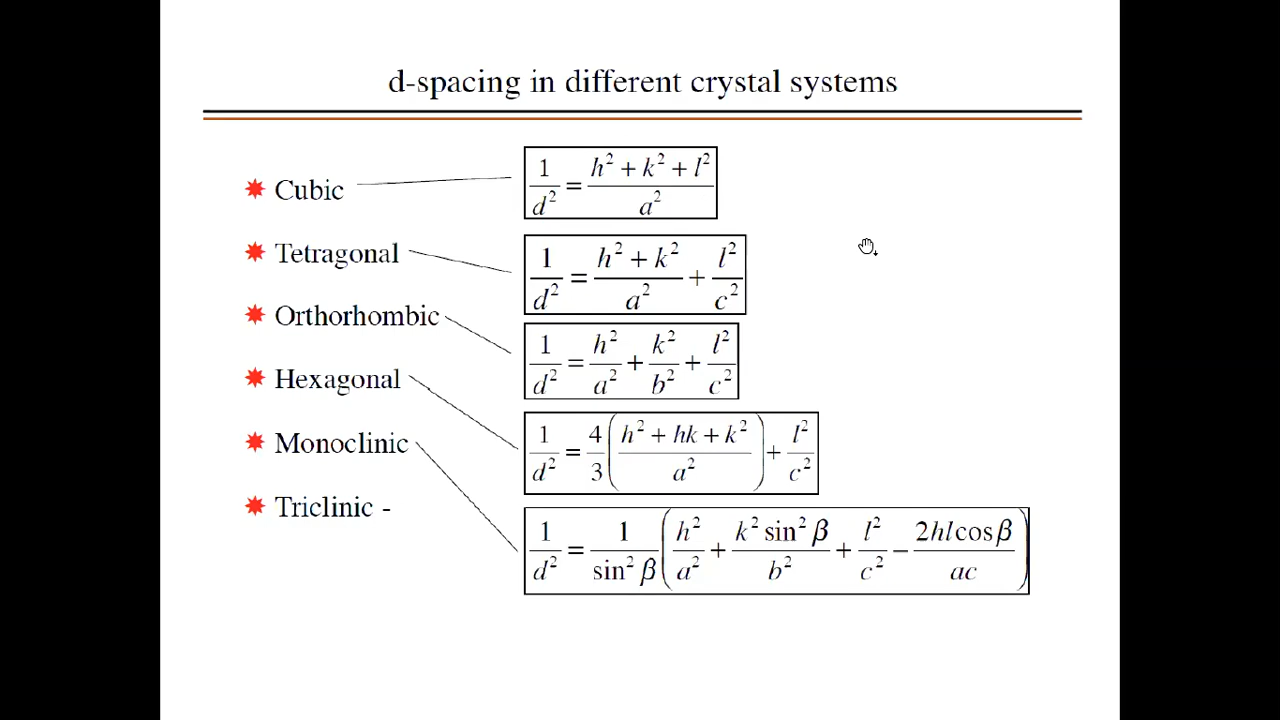 d-spacing in different crystal systems
Cubic
1/d² = (h² + k² + l²)/a²
Tetragonal
1/d² = (h² + k²)/a² + l²/c²
Orthorhombic
1/d² = h²/a² + k²/b² + l²/c²
Hexagonal
1/d² = 4/3 ((h² + hk + k²)/a²) + l²/c²
Monoclinic
1/d² = 1/sin²β (h²/a² + k² sin²β/b² + l²/c² − 2hl cosβ/ac)
Triclinic -